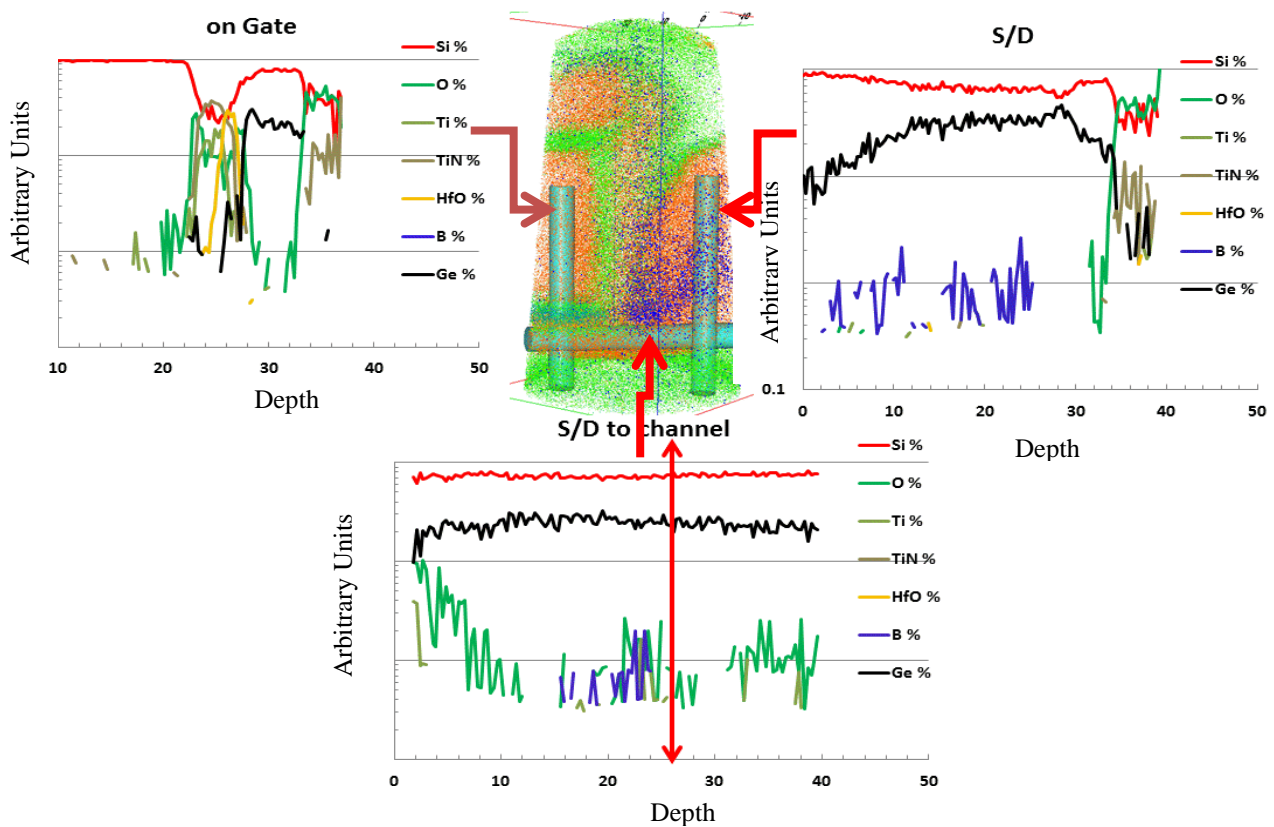 on Gate
Si %
O %
Ti %
TiN %
HfO %
B %
Ge %
Arbitrary Units
10
20
30
40
50
Depth
0
S/D
Si %
O %
Ti %
TiN %
HfO %
B %
Ge %
Arbitrary Units
0.1
0
10
20
30
40
50
Depth
S/D to channel
Si %
O %
Ti %
TiN %
HfO %
B %
Ge %
Arbitrary Units
0
10
20
30
40
50
Depth